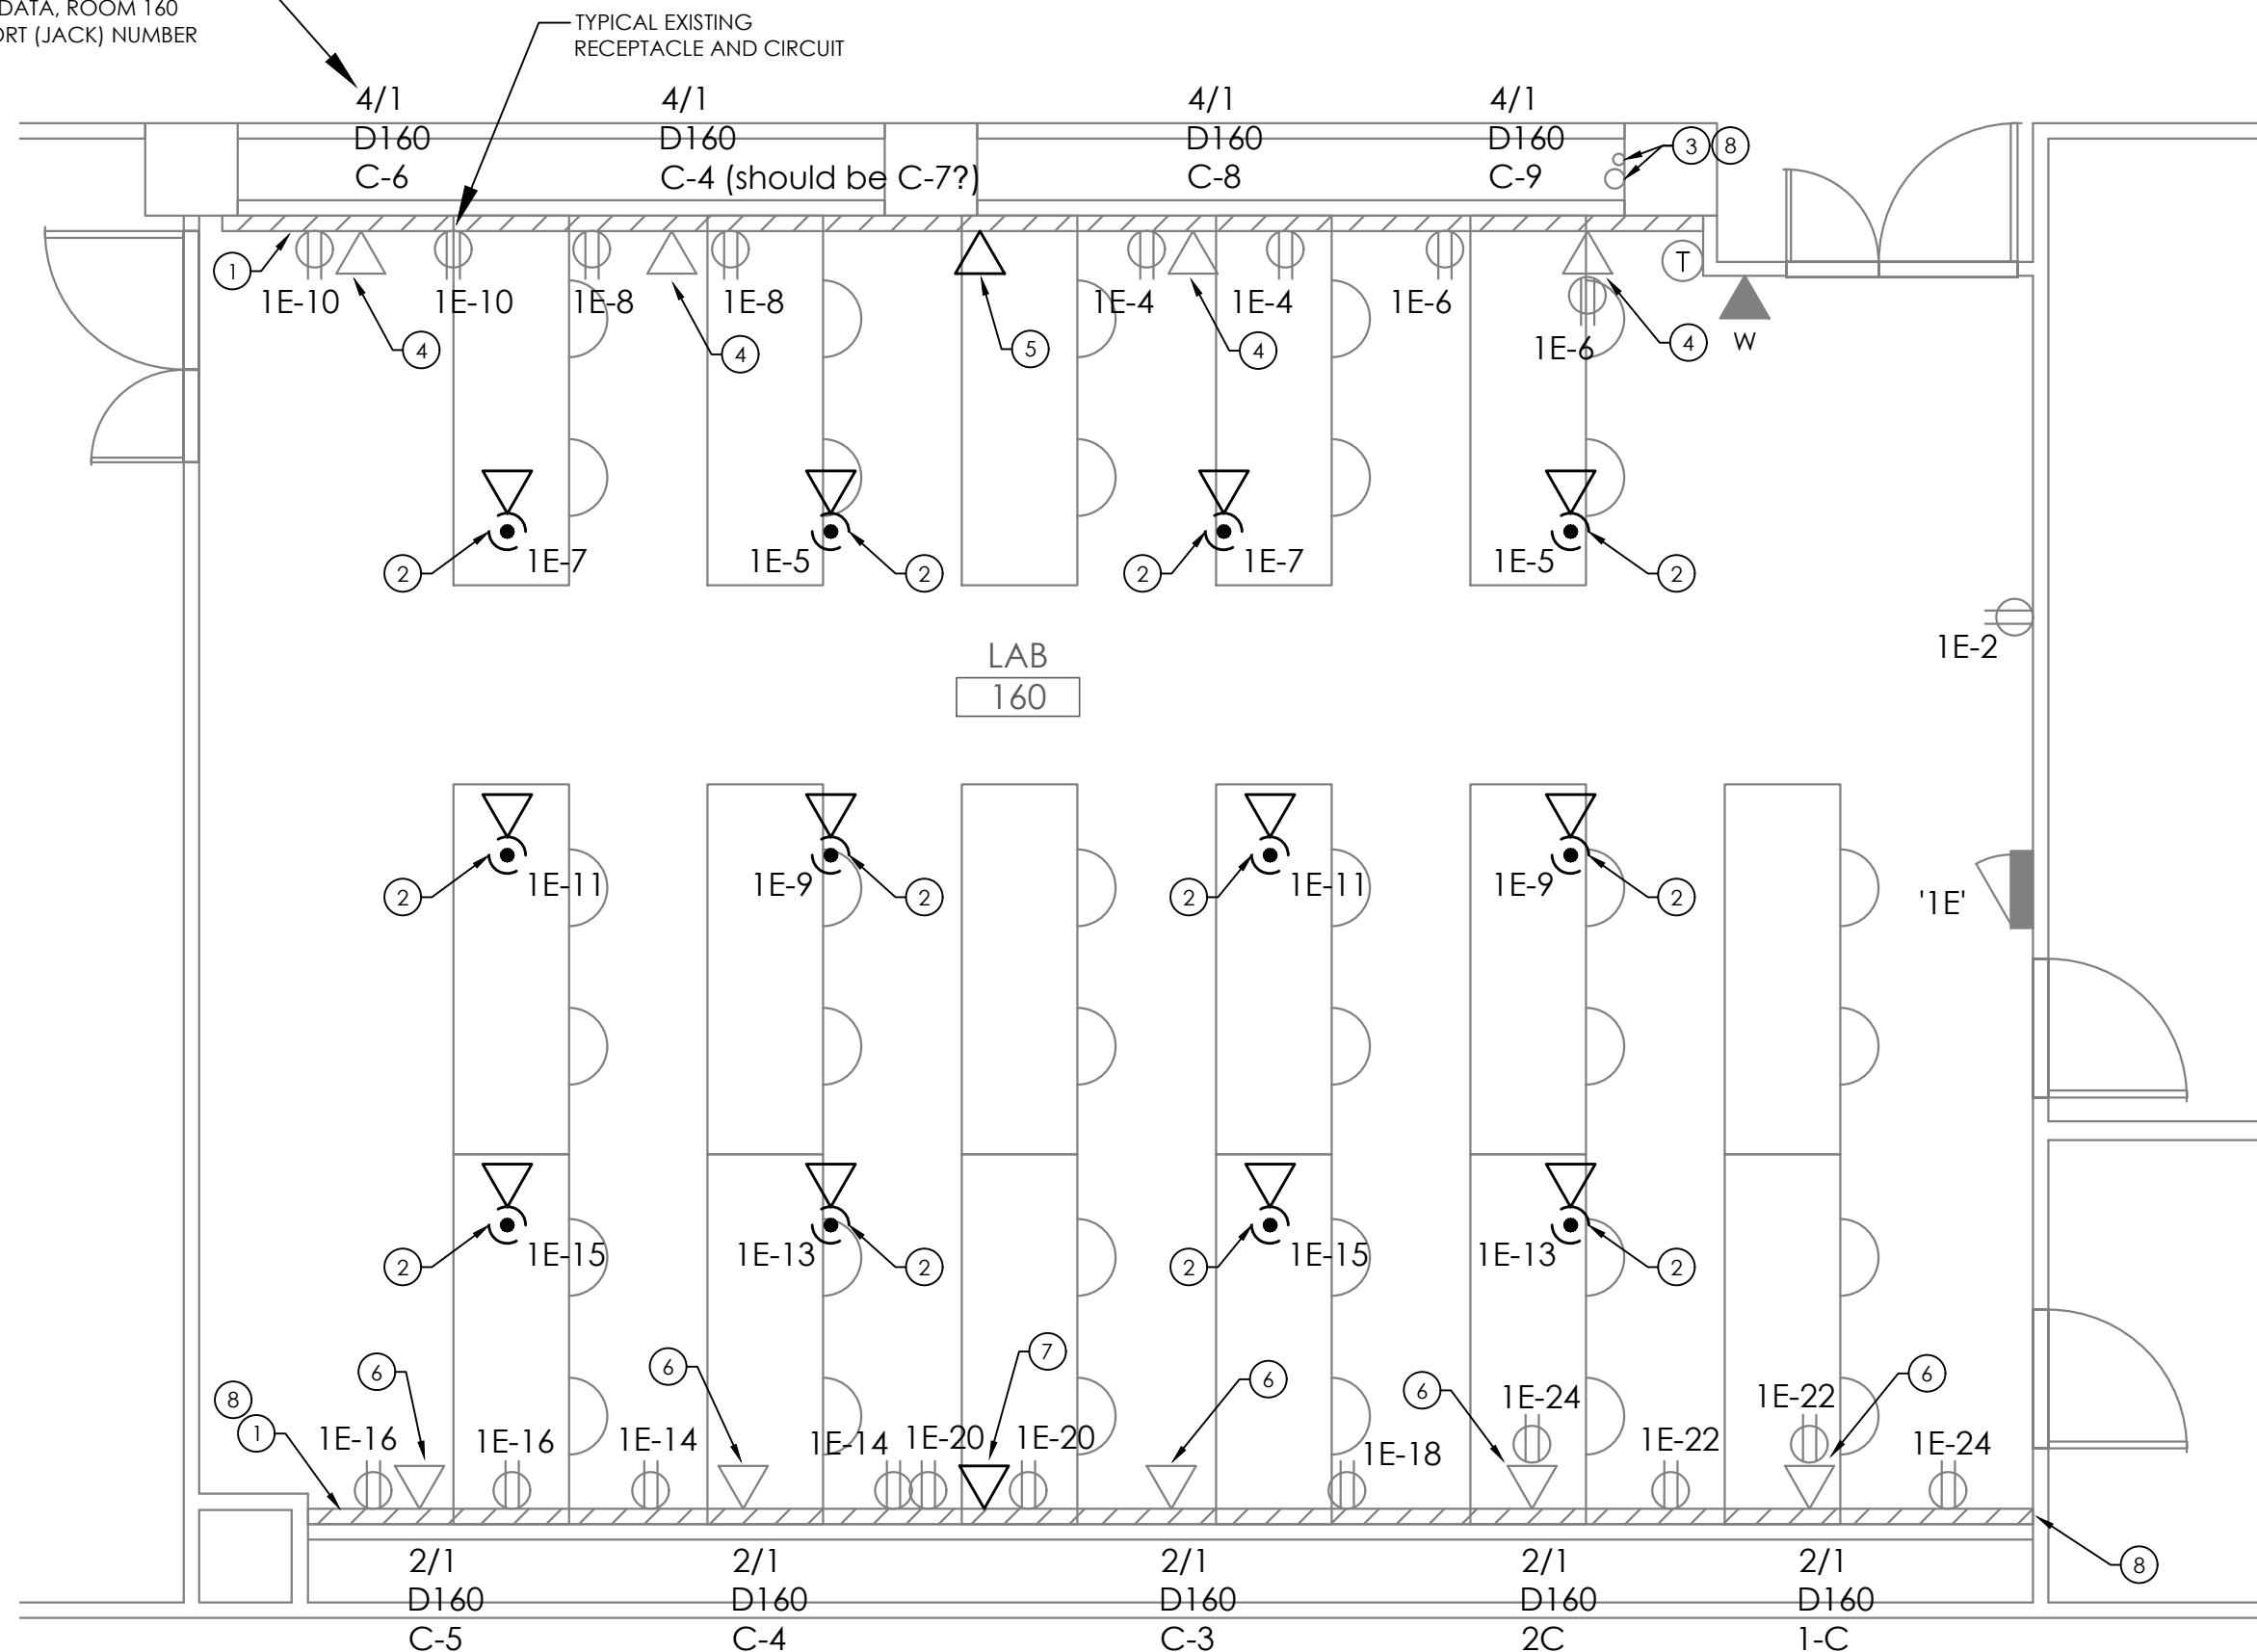 DATA, ROOM 160
ORT (JACK) NUMBER
TYPICAL EXISTING
RECEPTACLE AND CIRCUIT
4/1
D160
C-6
4/1
D160
C-4 (should be C-7?)
4/1
D160
C-8
4/1
D160
C-9
3 8
1
1E-10
1E-10
1E-8
1E-8
1E-4
1E-4
1E-6
T
4
4
5
4
1E-6
4
W
2
1E-7
1E-5
2
2
1E-7
1E-5
2
1E-2
LAB
160
2
1E-11
1E-9
2
2
1E-11
1E-9
2
'1E'
2
1E-15
1E-13
2
2
1E-15
1E-13
2
6
6
7
6
6
6
8
1
1E-16
1E-16
1E-14
1E-14
1E-20
1E-20
1E-18
1E-24
1E-22
1E-22
1E-24
8
2/1
D160
C-5
2/1
D160
C-4
2/1
D160
C-3
2/1
D160
2C
2/1
D160
1-C